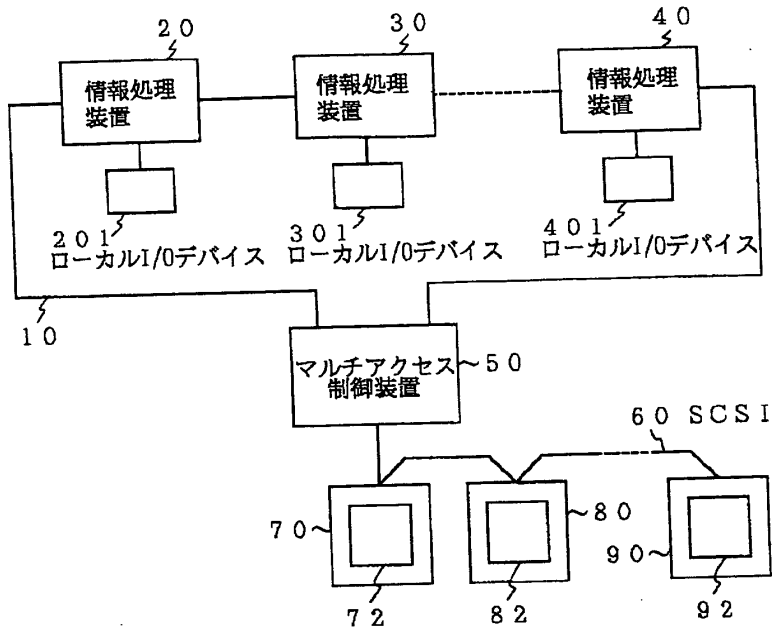 ２０
３０
４０
情報処理
装置
情報処理
装置
情報処理
装置
２０１
ローカルI/Oデバイス
３０１
ローカルI/Oデバイス
４０１
ローカルI/Oデバイス
１０
マルチアクセス
制御装置
５０
６０ ＳＣＳＩ
７０
８０
９０
７２
８２
９２